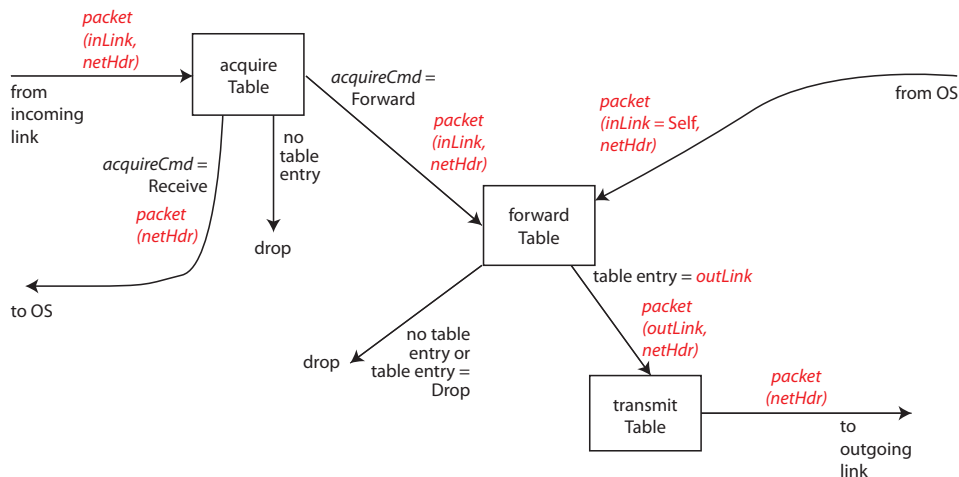 packet
(inLink,
netHdr)
from
incoming
link
acquire
Table
acquireCmd =
Forward
packet
(inLink,
netHdr)
no
table
entry
drop
acquireCmd =
Receive
packet
(netHdr)
to OS
from OS
packet
(inLink = Self,
netHdr)
forward
Table
drop
no table
entry or
table entry =
Drop
table entry = outLink
packet
(outLink,
netHdr)
transmit
Table
packet
(netHdr)
to
outgoing
link